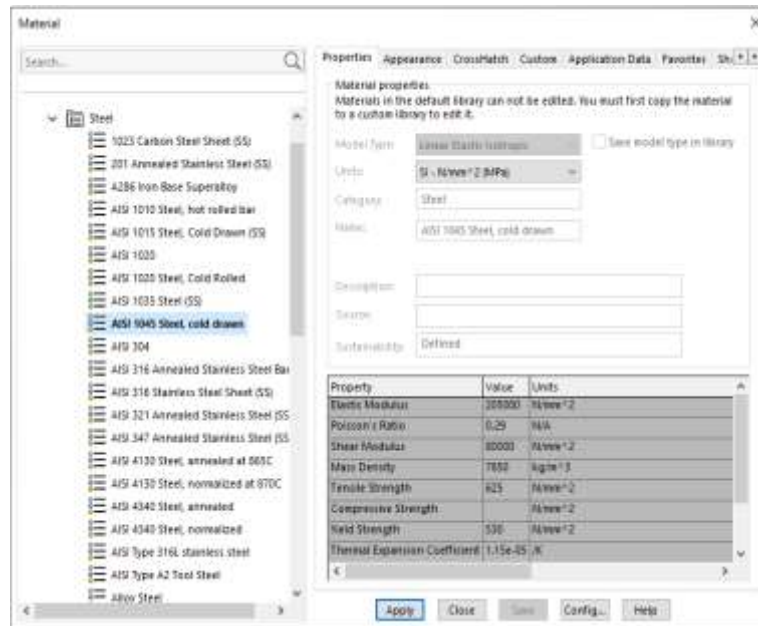 Material
Search...
Steel
1023 Carbon Steel Sheet (SS)
201 Annealed Stainless Steel (SS)
A286 Iron Base Superalloy
AISI 1010 Steel, hot rolled bar
AISI 1015 Steel, Cold Drawn (SS)
AISI 1020
AISI 1020 Steel, Cold Rolled
AISI 1035 Steel (SS)
AISI 1045 Steel, cold drawn
AISI 304
AISI 316 Annealed Stainless Steel Bar
AISI 316 Stainless Steel Sheet (SS)
AISI 321 Annealed Stainless Steel (SS
AISI 347 Annealed Stainless Steel (SS
AISI 4130 Steel, annealed at 865C
AISI 4130 Steel, normalized at 870C
AISI 4340 Steel, annealed
AISI 4340 Steel, normalized
AISI Type 316L stainless steel
AISI Type A2 Tool Steel
Alloy Steel
Properties Appearance CrossHatch Custom Application Data Favorites Sh
Material properties
Materials in the default library can not be edited. You must first copy the material
to a custom library to edit it.
Model Type: Linear Elastic Isotropic Save model type in library
Units: SI - N/mm^2 (MPa)
Category: Steel
Name: AISI 1045 Steel, cold drawn
Description:
Source:
Sustainability: Defined
Property Value Units
Elastic Modulus 205000 N/mm^2
Poisson's Ratio 0.29 N/A
Shear Modulus 80000 N/mm^2
Mass Density 7850 kg/m^3
Tensile Strength 625 N/mm^2
Compressive Strength N/mm^2
Yield Strength 530 N/mm^2
Thermal Expansion Coefficient 1.15e-05 /K
Apply Close Save Config... Help